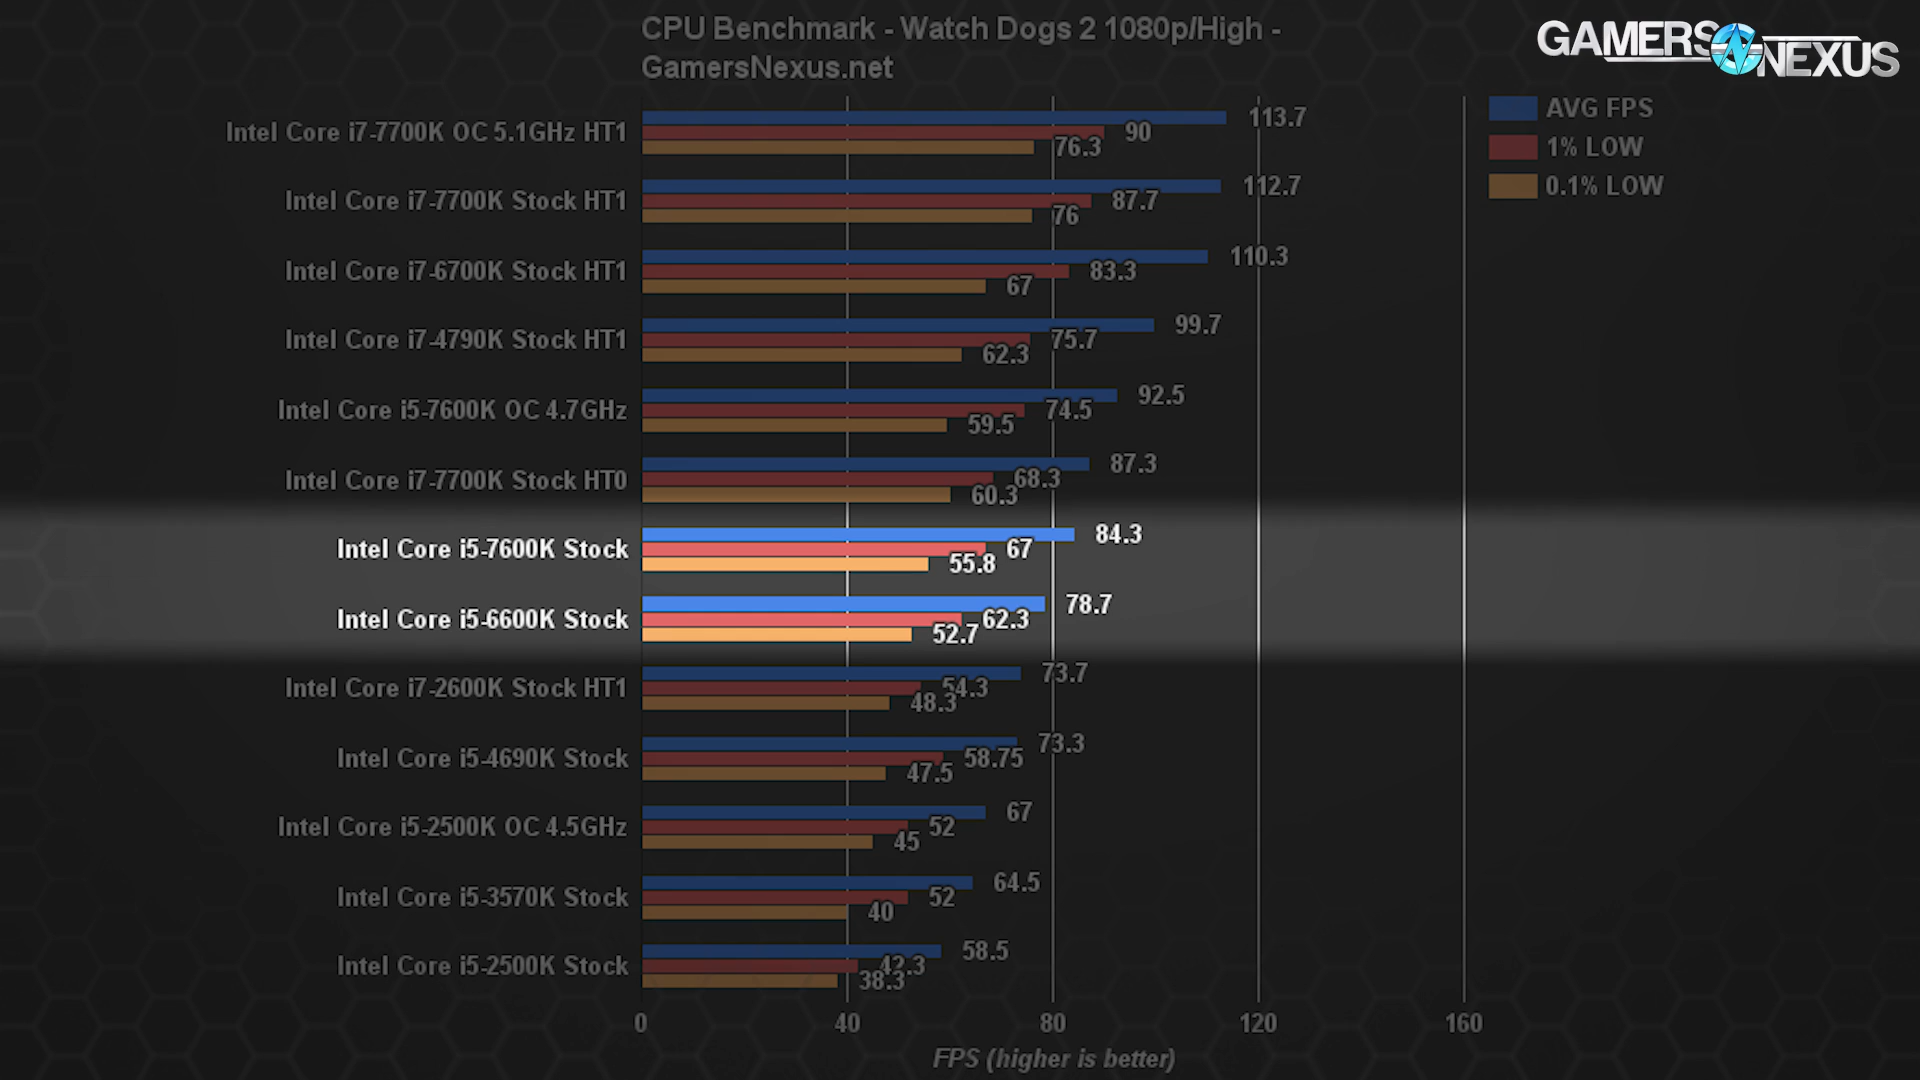 CPU Benchmark - Watch Dogs 2 1080p/High -
GamersNexus.net
GAMERS NEXUS
AVG FPS
1% LOW
0.1% LOW
Intel Core i7-7700K OC 5.1GHz HT1
113.7
90
76.3
Intel Core i7-7700K Stock HT1
112.7
87.7
76
Intel Core i7-6700K Stock HT1
110.3
83.3
67
Intel Core i7-4790K Stock HT1
99.7
75.7
62.3
Intel Core i5-7600K OC 4.7GHz
92.5
74.5
59.5
Intel Core i7-7700K Stock HT0
87.3
68.3
60.3
Intel Core i5-7600K Stock
84.3
67
55.8
Intel Core i5-6600K Stock
78.7
62.3
52.7
Intel Core i7-2600K Stock HT1
73.7
54.3
48.3
Intel Core i5-4690K Stock
73.3
58.75
47.5
Intel Core i5-2500K OC 4.5GHz
67
52
45
Intel Core i5-3570K Stock
64.5
52
40
Intel Core i5-2500K Stock
58.5
42.3
38.3
0 40 80 120 160
FPS (higher is better)